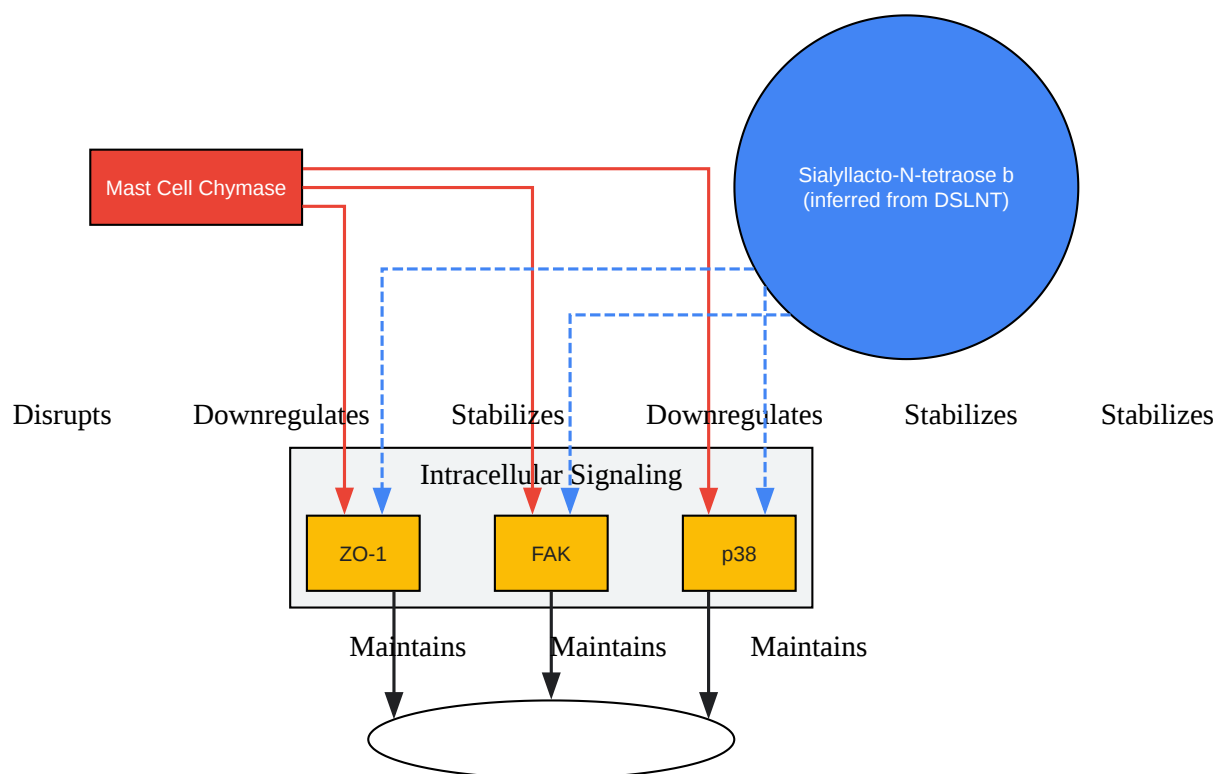 Mast Cell Chymase
Sialyllacto-N-tetraose b
(inferred from DSLNT)
Disrupts
Downregulates
Stabilizes
Downregulates
Stabilizes
Stabilizes
Intracellular Signaling
ZO-1
FAK
p38
Maintains
Maintains
Maintains